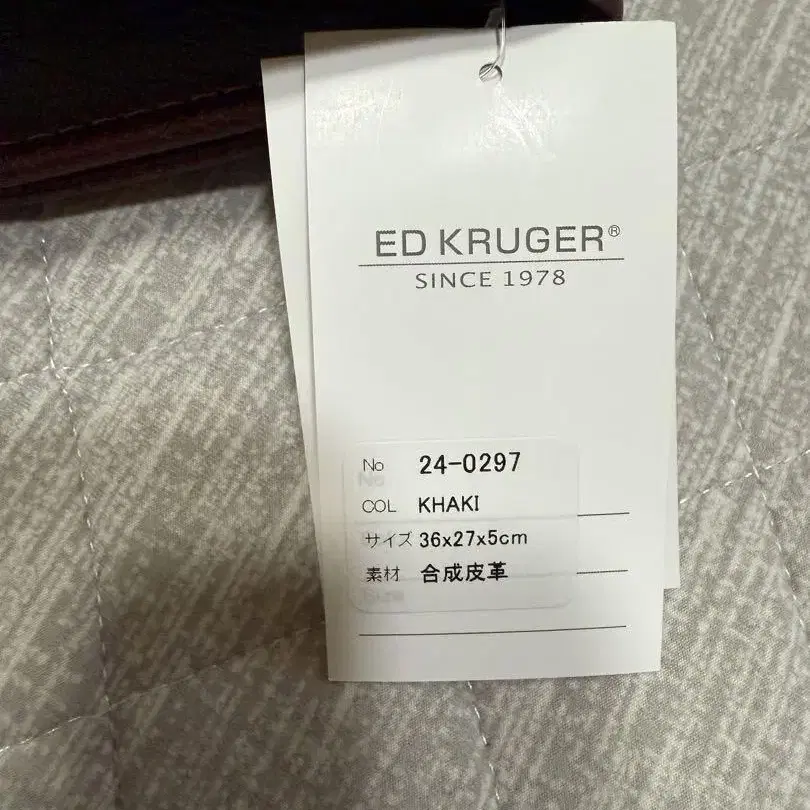 ED KRUGER®
SINCE 1978
No 24-0297
COL KHAKI
サイズ 36x27x5cm
素材 合成皮革